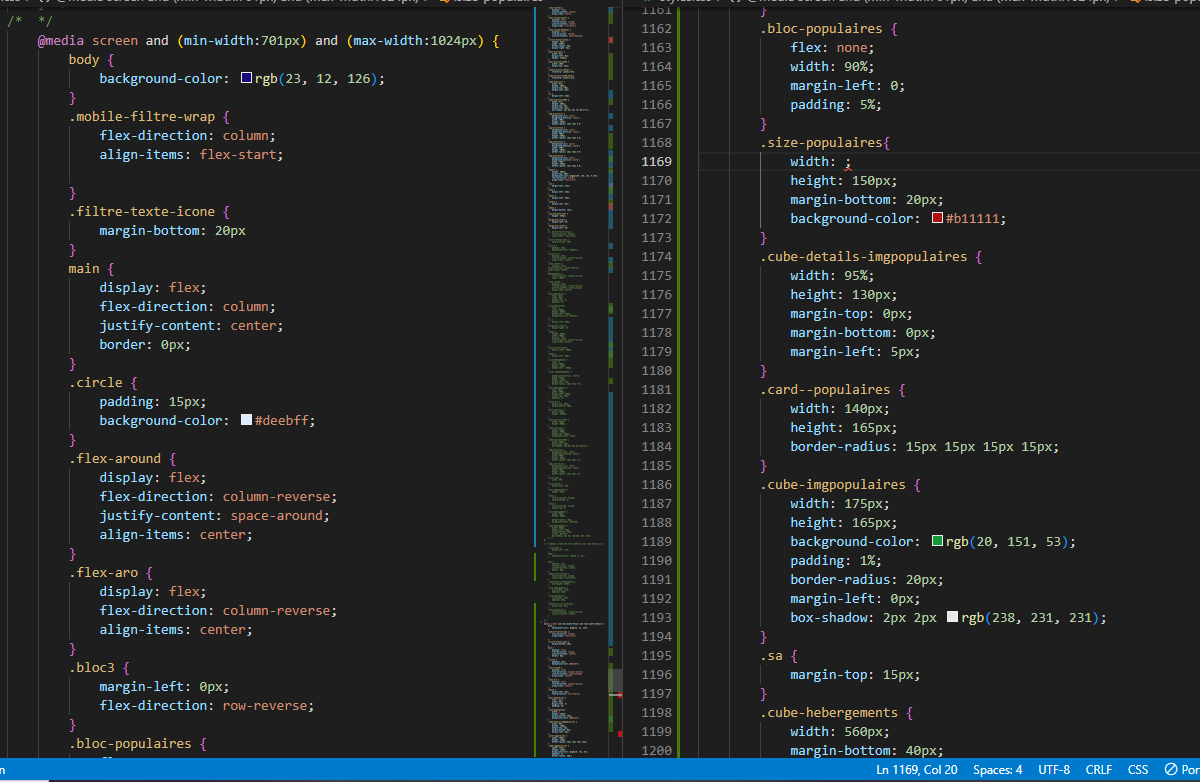 /*  */
@media screen and (min-width:701px) and (max-width:1024px) {
body {
background-color: rgb(23, 12, 126);
}
.mobile-filtre-wrap {
flex-direction: column;
align-items: flex-start;
}
.filtre-texte-icone {
margin-bottom: 20px
}
main {
display: flex;
flex-direction: column;
justify-content: center;
border: 0px;
}
.circle {
padding: 15px;
background-color: #deebff;
}
.flex-around {
display: flex;
flex-direction: column-reverse;
justify-content: space-around;
align-items: center;
}
.flex-aro {
display: flex;
flex-direction: column-reverse;
align-items: center;
}
.bloc3 {
margin-left: 0px;
flex-direction: row-reverse;
}
.bloc-populaires {
1161 }
1162 .bloc-populaires {
1163 flex: none;
1164 width: 90%;
1165 margin-left: 0;
1166 padding: 5%;
1167 }
1168 .size-populaires{
1169 width: ;
1170 height: 150px;
1171 margin-bottom: 20px;
1172 background-color: #b11111;
1173 }
1174 .cube-details-imgpopulaires {
1175 width: 95%;
1176 height: 130px;
1177 margin-top: 0px;
1178 margin-bottom: 0px;
1179 margin-left: 5px;
1180 }
1181 .card--populaires {
1182 width: 140px;
1183 height: 165px;
1184 border-radius: 15px 15px 15px 15px;
1185 }
1186 .cube-imgpopulaires {
1187 width: 175px;
1188 height: 165px;
1189 background-color: rgb(20, 151, 53);
1190 padding: 1%;
1191 border-radius: 20px;
1192 margin-left: 0px;
1193 box-shadow: 2px 2px rgb(238, 231, 231);
1194 }
1195 .sa {
1196 margin-top: 15px;
1197 }
1198 .cube-hebergements {
1199 width: 560px;
1200 margin-bottom: 40px;
Ln 1169, Col 20 Spaces: 4 UTF-8 CRLF CSS Por